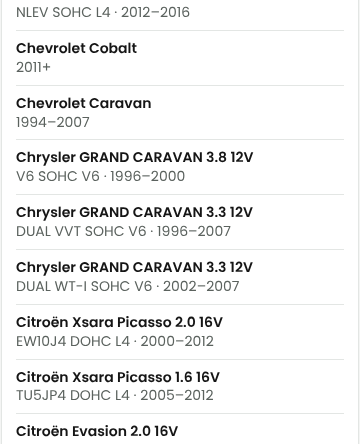 NLEV SOHC L4 · 2012–2016
Chevrolet Cobalt
2011+
Chevrolet Caravan
1994–2007
Chrysler GRAND CARAVAN 3.8 12V
V6 SOHC V6 · 1996–2000
Chrysler GRAND CARAVAN 3.3 12V
DUAL VVT SOHC V6 · 1996–2007
Chrysler GRAND CARAVAN 3.3 12V
DUAL WT-I SOHC V6 · 2002–2007
Citroën Xsara Picasso 2.0 16V
EW10J4 DOHC L4 · 2000–2012
Citroën Xsara Picasso 1.6 16V
TU5JP4 DOHC L4 · 2005–2012
Citroën Evasion 2.0 16V